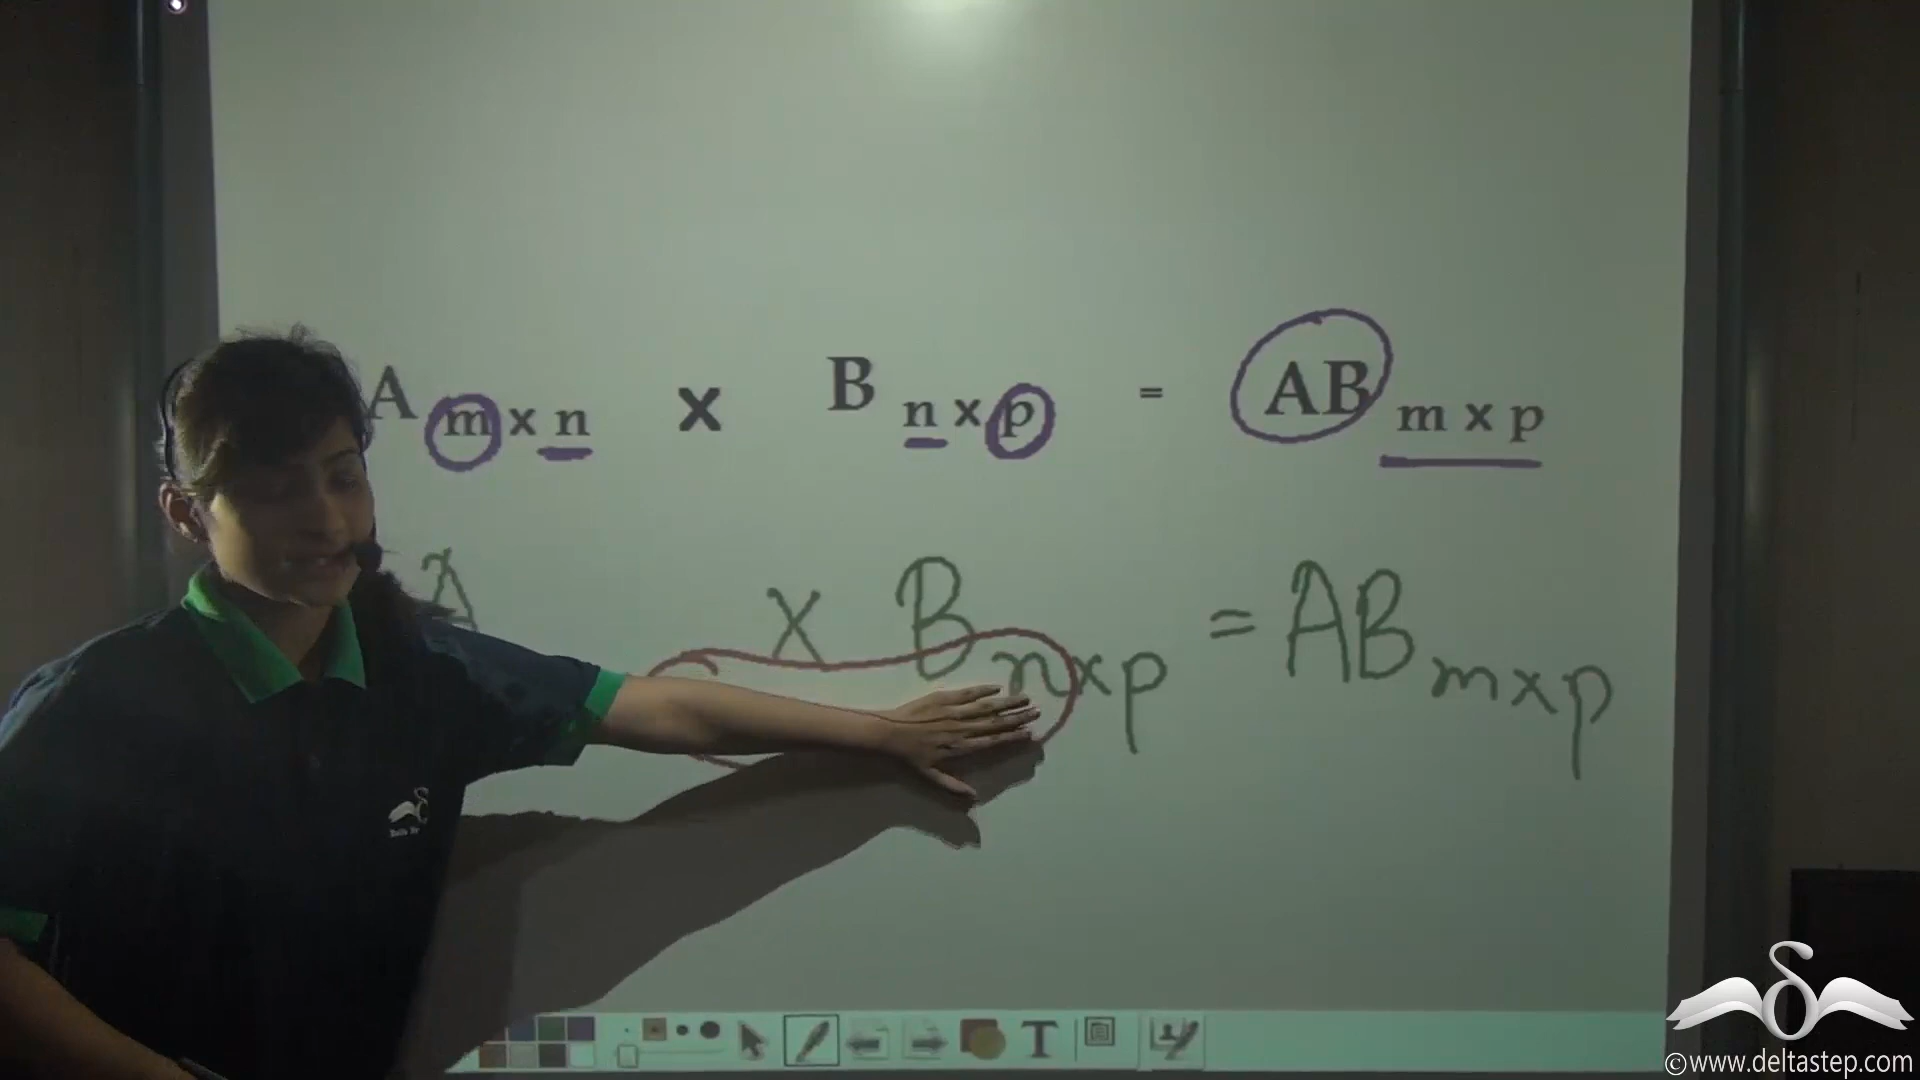 A m x n x B n x p = AB m x p
A x B n x p = AB m x p
T
©www.deltastep.com